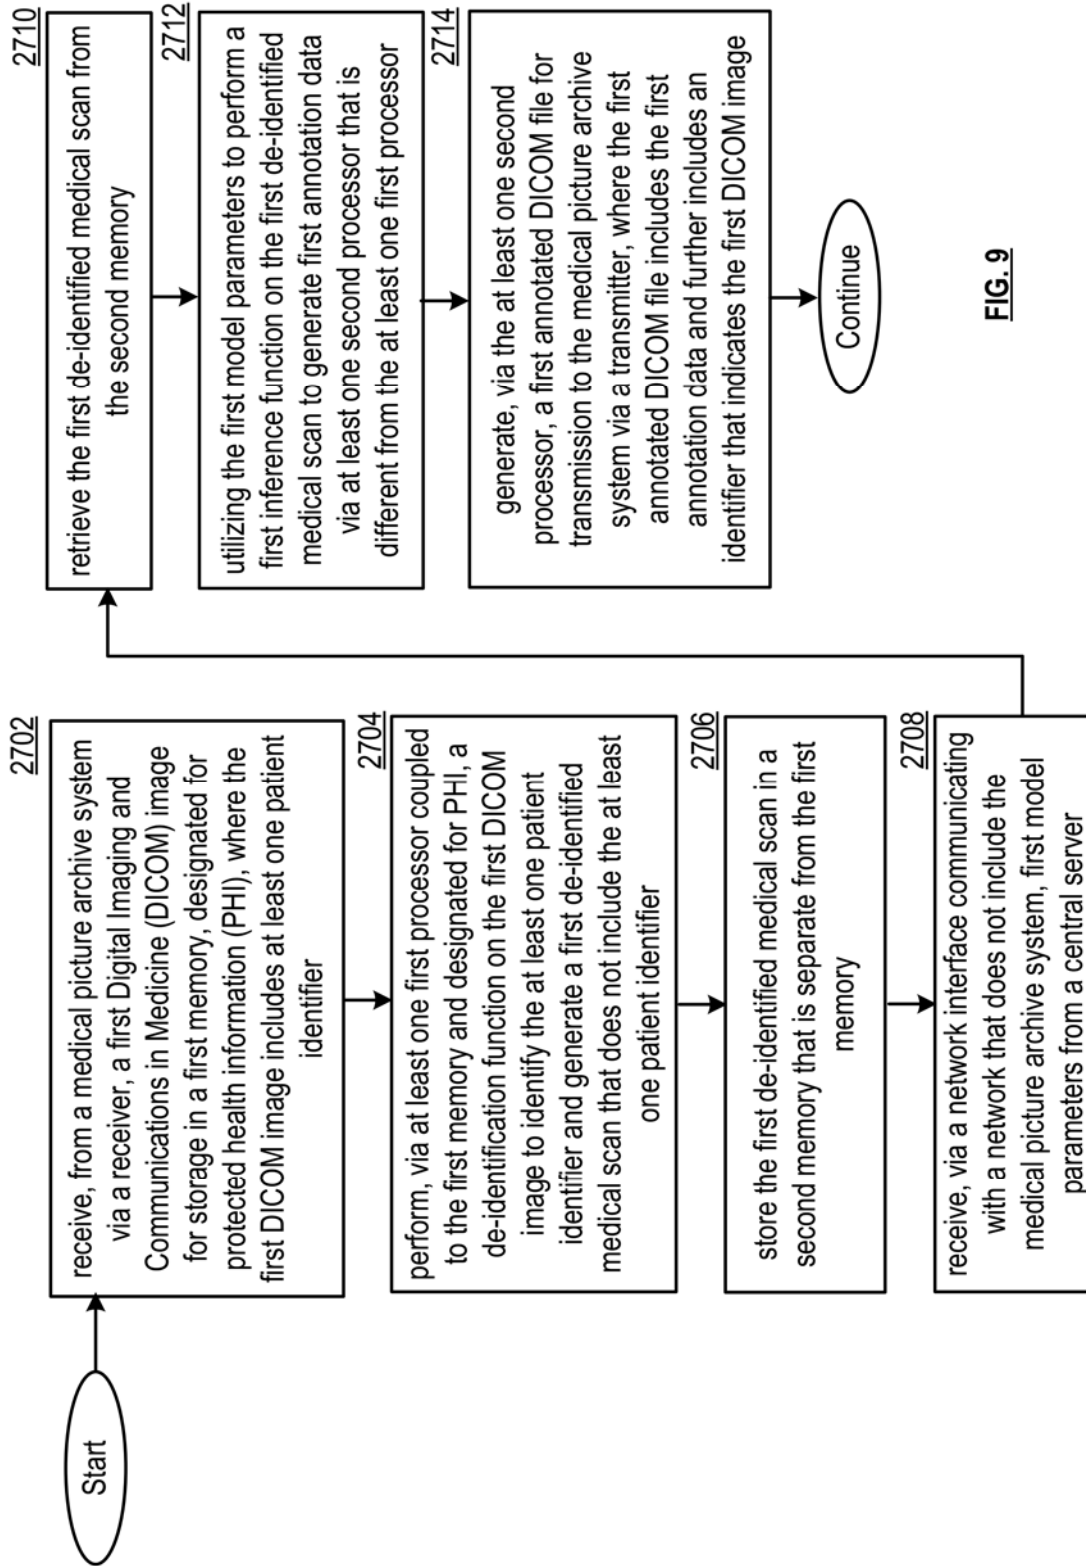 Start
2702
receive, from a medical picture archive system
via a receiver, a first Digital Imaging and
Communications in Medicine (DICOM) image
for storage in a first memory, designated for
protected health information (PHI), where the
first DICOM image includes at least one patient
identifier
2704
perform, via at least one first processor coupled
to the first memory and designated for PHI, a
de-identification function on the first DICOM
image to identify the at least one patient
identifier and generate a first de-identified
medical scan that does not include the at least
one patient identifier
2706
store the first de-identified medical scan in a
second memory that is separate from the first
memory
2708
receive, via a network interface communicating
with a network that does not include the
medical picture archive system, first model
parameters from a central server
2710
retrieve the first de-identified medical scan from
the second memory
2712
utilizing the first model parameters to perform a
first inference function on the first de-identified
medical scan to generate first annotation data
via at least one second processor that is
different from the at least one first processor
2714
generate, via the at least one second
processor, a first annotated DICOM file for
transmission to the medical picture archive
system via a transmitter, where the first
annotated DICOM file includes the first
annotation data and further includes an
identifier that indicates the first DICOM image
Continue
FIG. 9